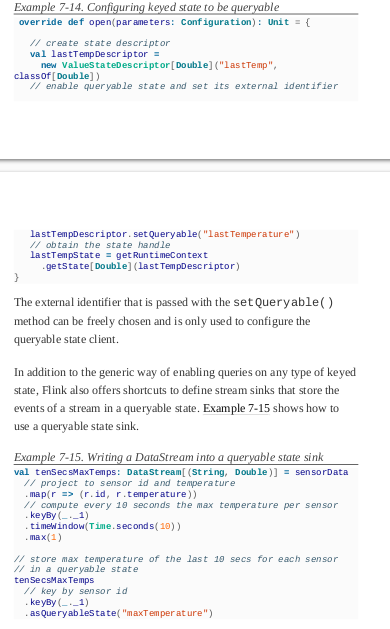 Example 7-14. Configuring keyed state to be queryable
override def open(parameters: Configuration): Unit = {
// create state descriptor
val lastTempDescriptor =
new ValueStateDescriptor[Double]("lastTemp",
classOf[Double])
// enable queryable state and set its external identifier
lastTempDescriptor.setQueryable("lastTemperature")
// obtain the state handle
lastTempState = getRuntimeContext
.getState[Double](lastTempDescriptor)
}
The external identifier that is passed with the setQueryable()
method can be freely chosen and is only used to configure the
queryable state client.
In addition to the generic way of enabling queries on any type of keyed
state, Flink also offers shortcuts to define stream sinks that store the
events of a stream in a queryable state. Example 7-15 shows how to
use a queryable state sink.
Example 7-15. Writing a DataStream into a queryable state sink
val tenSecsMaxTemps: DataStream[(String, Double)] = sensorData
// project to sensor id and temperature
.map(r => (r.id, r.temperature))
// compute every 10 seconds the max temperature per sensor
.keyBy(_._1)
.timeWindow(Time.seconds(10))
.max(1)
// store max temperature of the last 10 secs for each sensor
// in a queryable state
tenSecsMaxTemps
// key by sensor id
.keyBy(_._1)
.asQueryableState("maxTemperature")